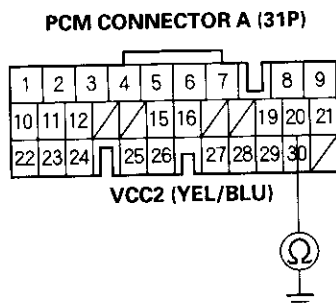 PCM CONNECTOR A (31P)
1 2 3 4 5 6 7 8 9
10 11 12 15 16 19 20 21
22 23 24 25 26 27 28 29 30
VCC2 (YEL/BLU)
Ω